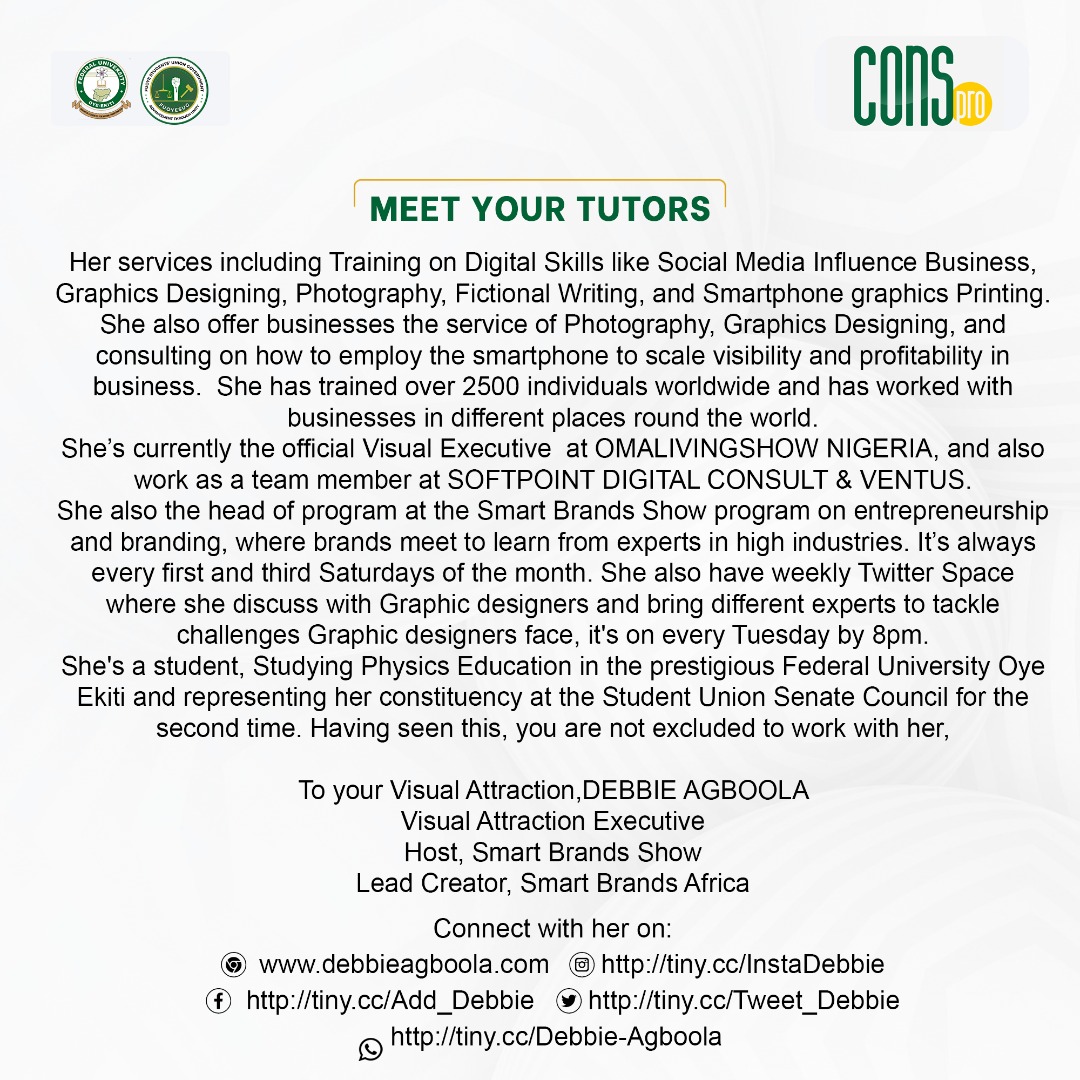 FEDERAL UNIVERSITY
OYE-EKITI
FUOYE STUDENTS' UNION GOVERNMENT
FUOYESUG
CONS
pro
MEET YOUR TUTORS
Her services including Training on Digital Skills like Social Media Influence Business,
Graphics Designing, Photography, Fictional Writing, and Smartphone graphics Printing.
She also offer businesses the service of Photography, Graphics Designing, and
consulting on how to employ the smartphone to scale visibility and profitability in
business.  She has trained over 2500 individuals worldwide and has worked with
businesses in different places round the world.
She’s currently the official Visual Executive  at OMALIVINGSHOW NIGERIA, and also
work as a team member at SOFTPOINT DIGITAL CONSULT & VENTUS.
She also the head of program at the Smart Brands Show program on entrepreneurship
and branding, where brands meet to learn from experts in high industries. It’s always
every first and third Saturdays of the month. She also have weekly Twitter Space
where she discuss with Graphic designers and bring different experts to tackle
challenges Graphic designers face, it's on every Tuesday by 8pm.
She's a student, Studying Physics Education in the prestigious Federal University Oye
Ekiti and representing her constituency at the Student Union Senate Council for the
second time. Having seen this, you are not excluded to work with her,
To your Visual Attraction,DEBBIE AGBOOLA
Visual Attraction Executive
Host, Smart Brands Show
Lead Creator, Smart Brands Africa
Connect with her on:
www.debbieagboola.com http://tiny.cc/InstaDebbie
http://tiny.cc/Add_Debbie http://tiny.cc/Tweet_Debbie
http://tiny.cc/Debbie-Agboola